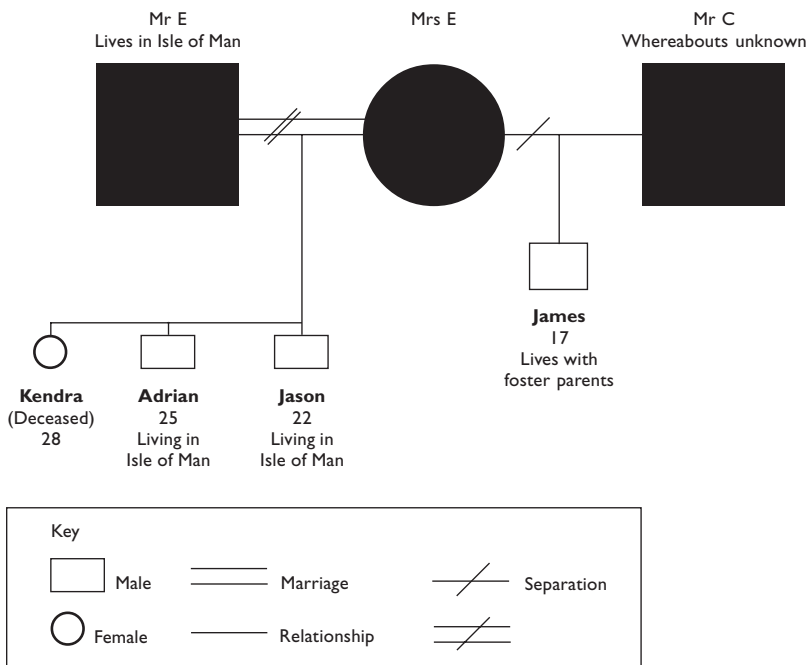 Mr E
Lives in Isle of Man
Mrs E
Mr C
Whereabouts unknown
James
17
Lives with
foster parents
Kendra
(Deceased)
28
Adrian
25
Living in
Isle of Man
Jason
22
Living in
Isle of Man
Key
Male
Marriage
Separation
Female
Relationship